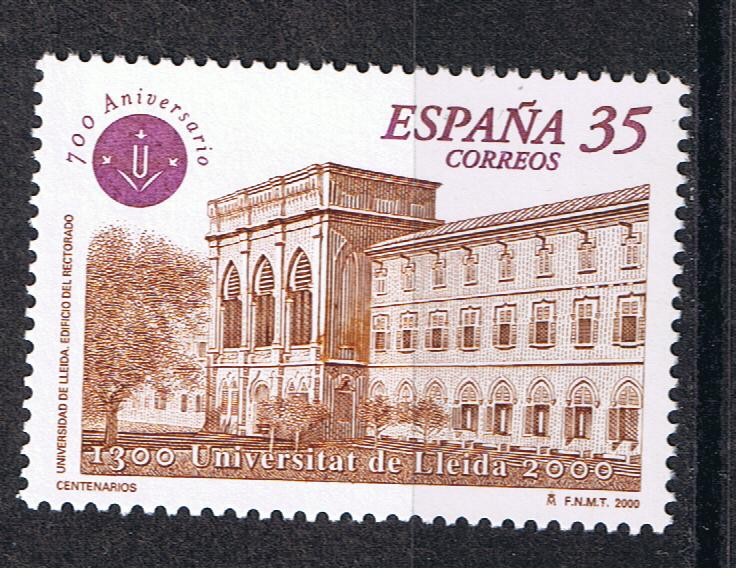 700 Aniversario
U
ESPAÑA 35
CORREOS
UNIVERSIDAD DE LLEIDA. EDIFICIO DEL RECTORADO
1300 Universitat de Lleida 2000
CENTENARIOS
F.N.M.T. 2000